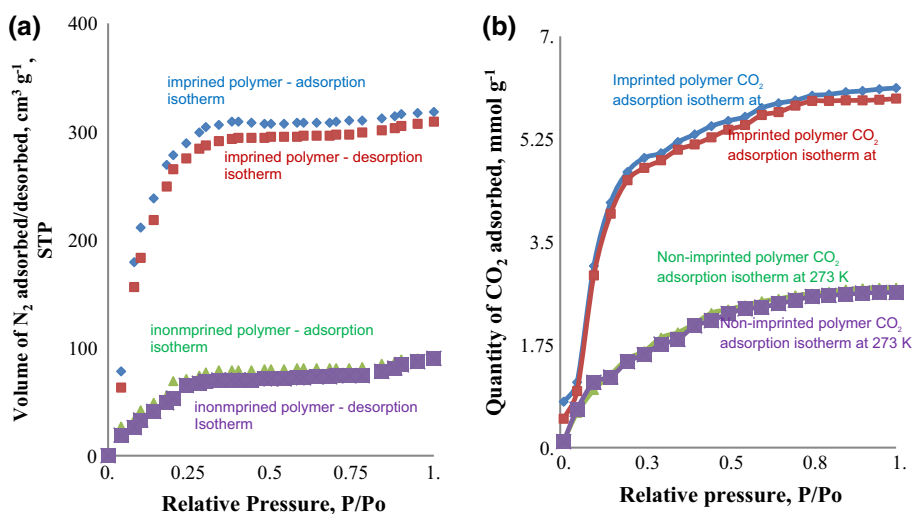 (a)
400
300
200
100
0
0.
0.25
0.5
0.75
1.
Volume of N2 adsorbed/desorbed, cm3 g-1,
STP
Relative Pressure, P/Po
imprined polymer - adsorption
isotherm
imprined polymer - desorption
isotherm
inonmprined polymer - adsorption
isotherm
inonmprined polymer - desorption
Isotherm
(b)
7.
5.25
3.5
1.75
0.
0.
0.3
0.5
0.8
1.
Quantity of CO2 adsorbed, mmol g-1
Relative pressure, P/Po
Imprinted polymer CO2
adsorption isotherm at
Imprinted polymer CO2
adsorption isotherm at
Non-imprinted polymer CO2
adsorption isotherm at 273 K
Non-imprinted polymer CO2
adsorption isotherm at 273 K